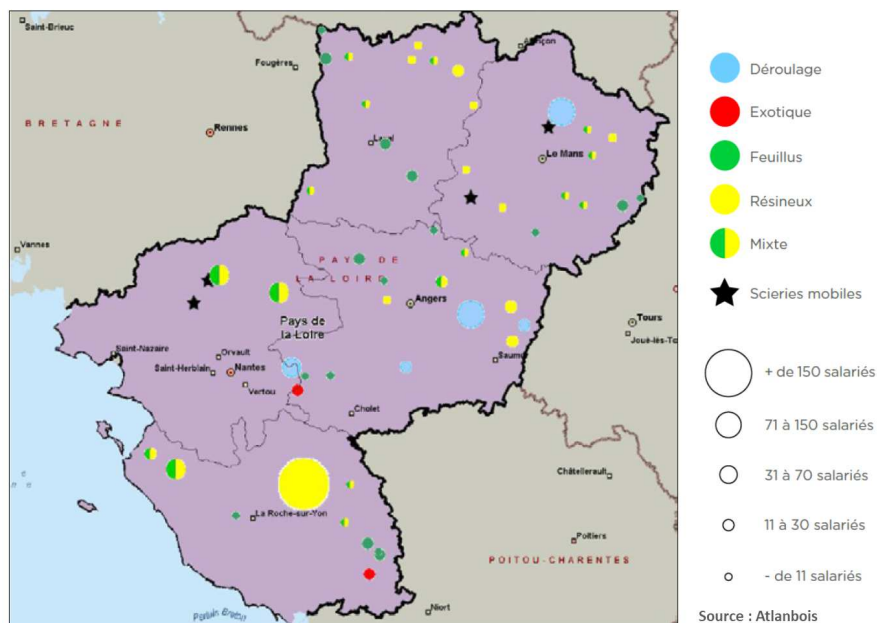 Saint-Brieuc
Fougères
Alençon
BRETAGNE
Rennes
Laval
Le Mans
Vannes
PAY DE
LA LOIRE
Angers
Pays de
la Loire
Tours
Joué-lès-To
Saint-Nazaire
Orvault
Saint-Herblain
Nantes
Vertou
Saumur
Cholet
Châtellerault
La Roche-sur-Yon
Poitiers
POITOU-CHARENTES
Niort
Déroulage
Exotique
Feuillus
Résineux
Mixte
Scieries mobiles
+ de 150 salariés
71 à 150 salariés
31 à 70 salariés
11 à 30 salariés
- de 11 salariés
Source : Atlanbois